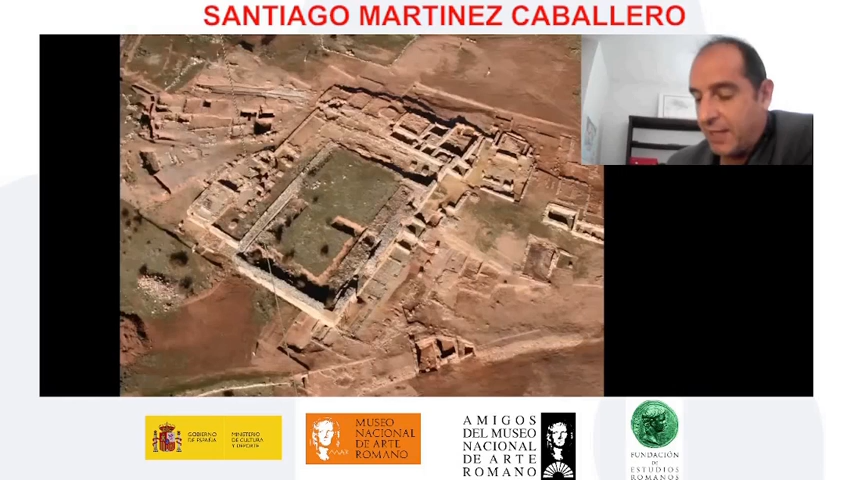 SANTIAGO MARTINEZ CABALLERO
GOBIERNO
DE ESPAÑA
MINISTERIO
DE CULTURA
Y DEPORTE
MUSEO
NACIONAL
DE ARTE
ROMANO
AMIGOS
DEL MUSEO
NACIONAL
DE ARTE
ROMANO
FUNDACIÓN
DE
ESTUDIOS
ROMANOS